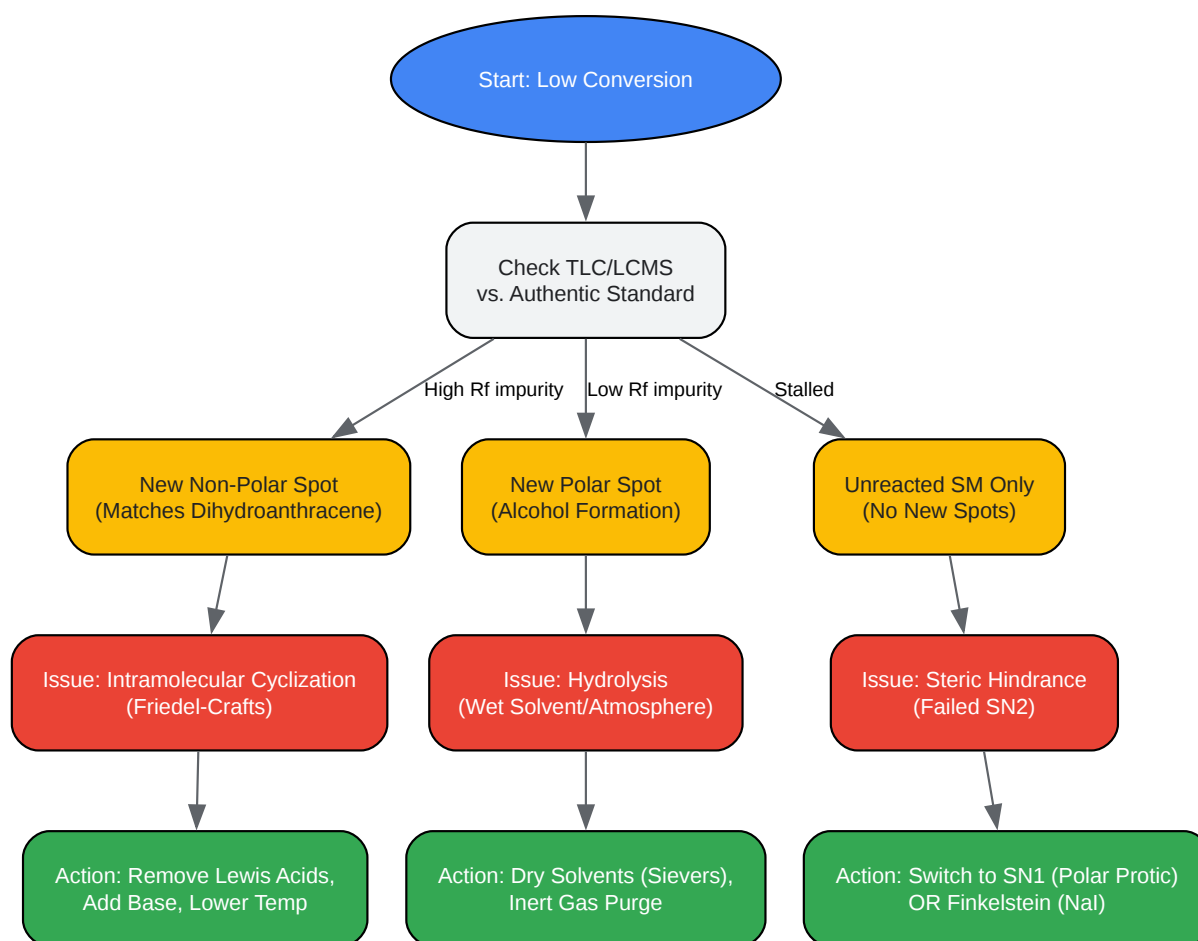 Start: Low Conversion
Check TLC/LCMS
vs. Authentic Standard
High Rf impurity
Low Rf impurity
Stalled
New Non-Polar Spot
(Matches Dihydroanthracene)
New Polar Spot
(Alcohol Formation)
Unreacted SM Only
(No New Spots)
Issue: Intramolecular Cyclization
(Friedel-Crafts)
Issue: Hydrolysis
(Wet Solvent/Atmosphere)
Issue: Steric Hindrance
(Failed SN2)
Action: Remove Lewis Acids,
Add Base, Lower Temp
Action: Dry Solvents (Sievers),
Inert Gas Purge
Action: Switch to SN1 (Polar Protic)
OR Finkelstein (NaI)